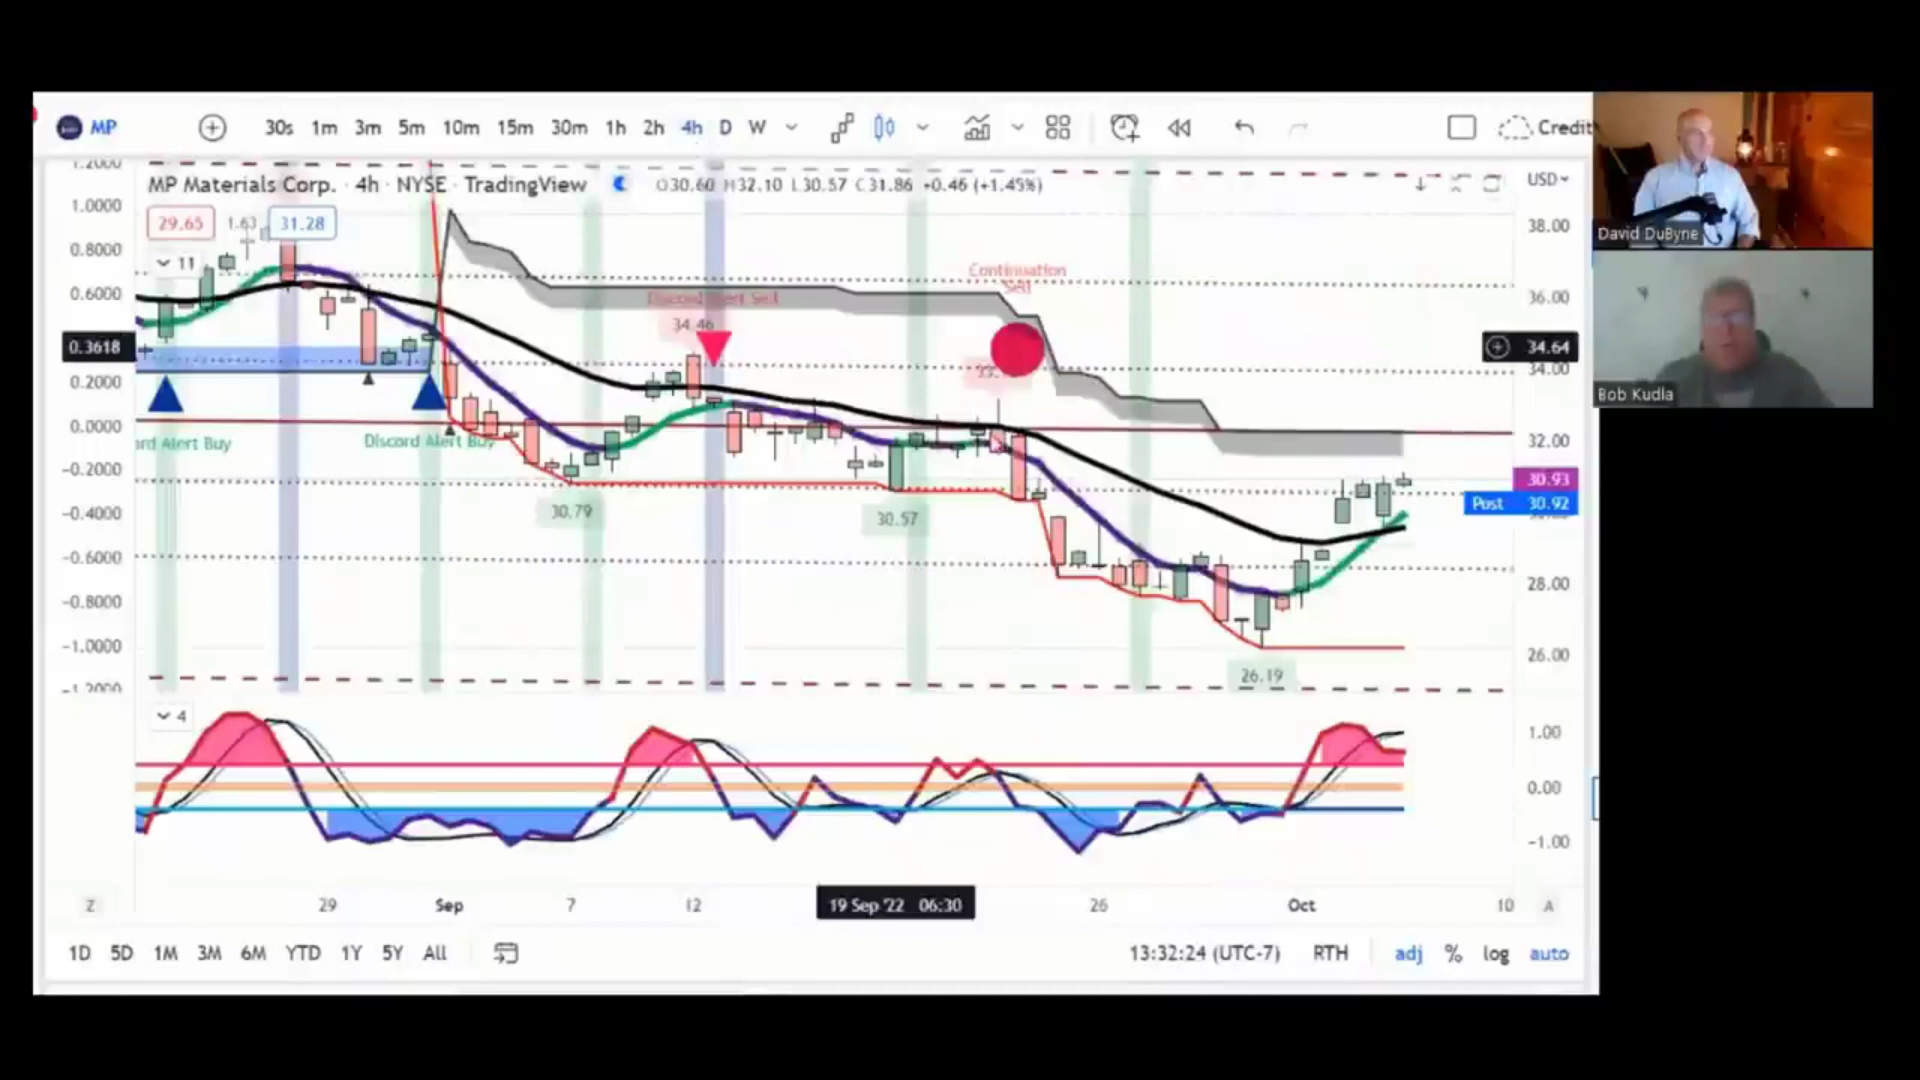 MP 30s 1m 3m 5m 10m 15m 30m 1h 2h 4h D W Credit
MP Materials Corp. · 4h · NYSE · TradingView O30.60 H32.10 L30.57 C31.86 +0.46 (+1.45%) USD
29.65 1.63 31.28
11
1.2000
1.0000
0.8000
0.6000
0.3618
0.2000
0.0000
−0.2000
−0.4000
−0.6000
−0.8000
−1.0000
−1.2000
38.00
36.00
34.64
34.00
32.00
30.93
Post 30.92
28.00
26.00
Continuation
Sell
Discord Alert Sell
34.46
Alert Buy
Discord Alert Buy
30.79
30.57
26.19
4
1.00
0.00
−1.00
Z 29 Sep 7 12 19 Sep '22 06:30 26 Oct 10 A
1D 5D 1M 3M 6M YTD 1Y 5Y All 13:32:24 (UTC-7) RTH adj % log auto
David DuByne
Bob Kudla